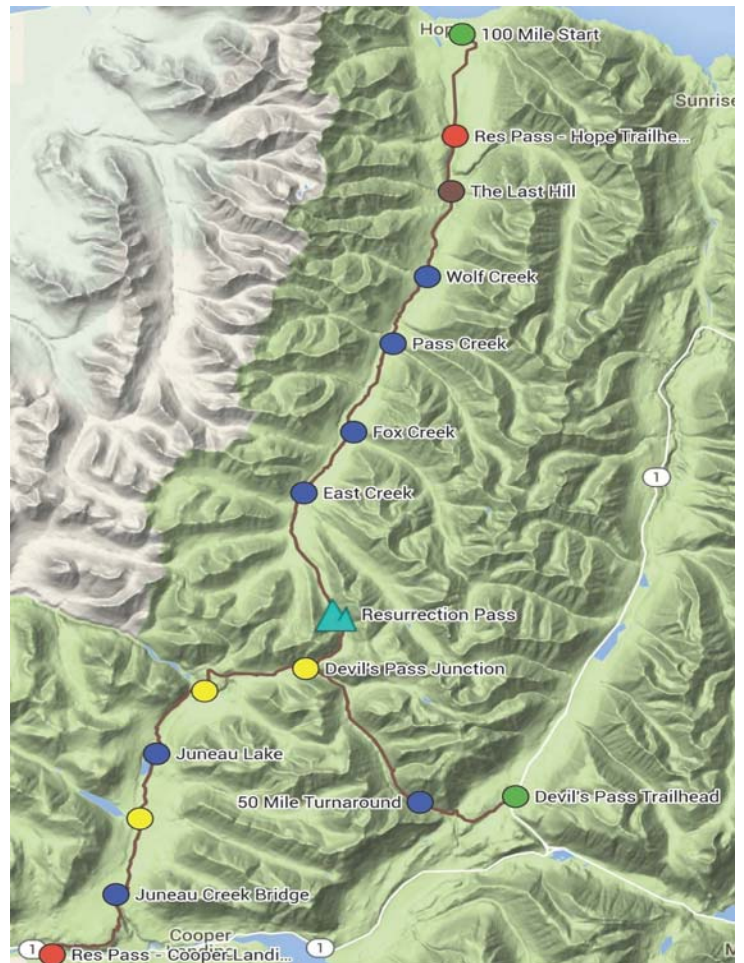 Hop
100 Mile Start
Sunrise
Res Pass - Hope Trailhe...
The Last Hill
Wolf Creek
Pass Creek
Fox Creek
1
East Creek
Resurrection Pass
Devil's Pass Junction
Juneau Lake
50 Mile Turnaround
Devil's Pass Trailhead
Juneau Creek Bridge
Cooper
1
1
Res Pass - Cooper Landi...
M